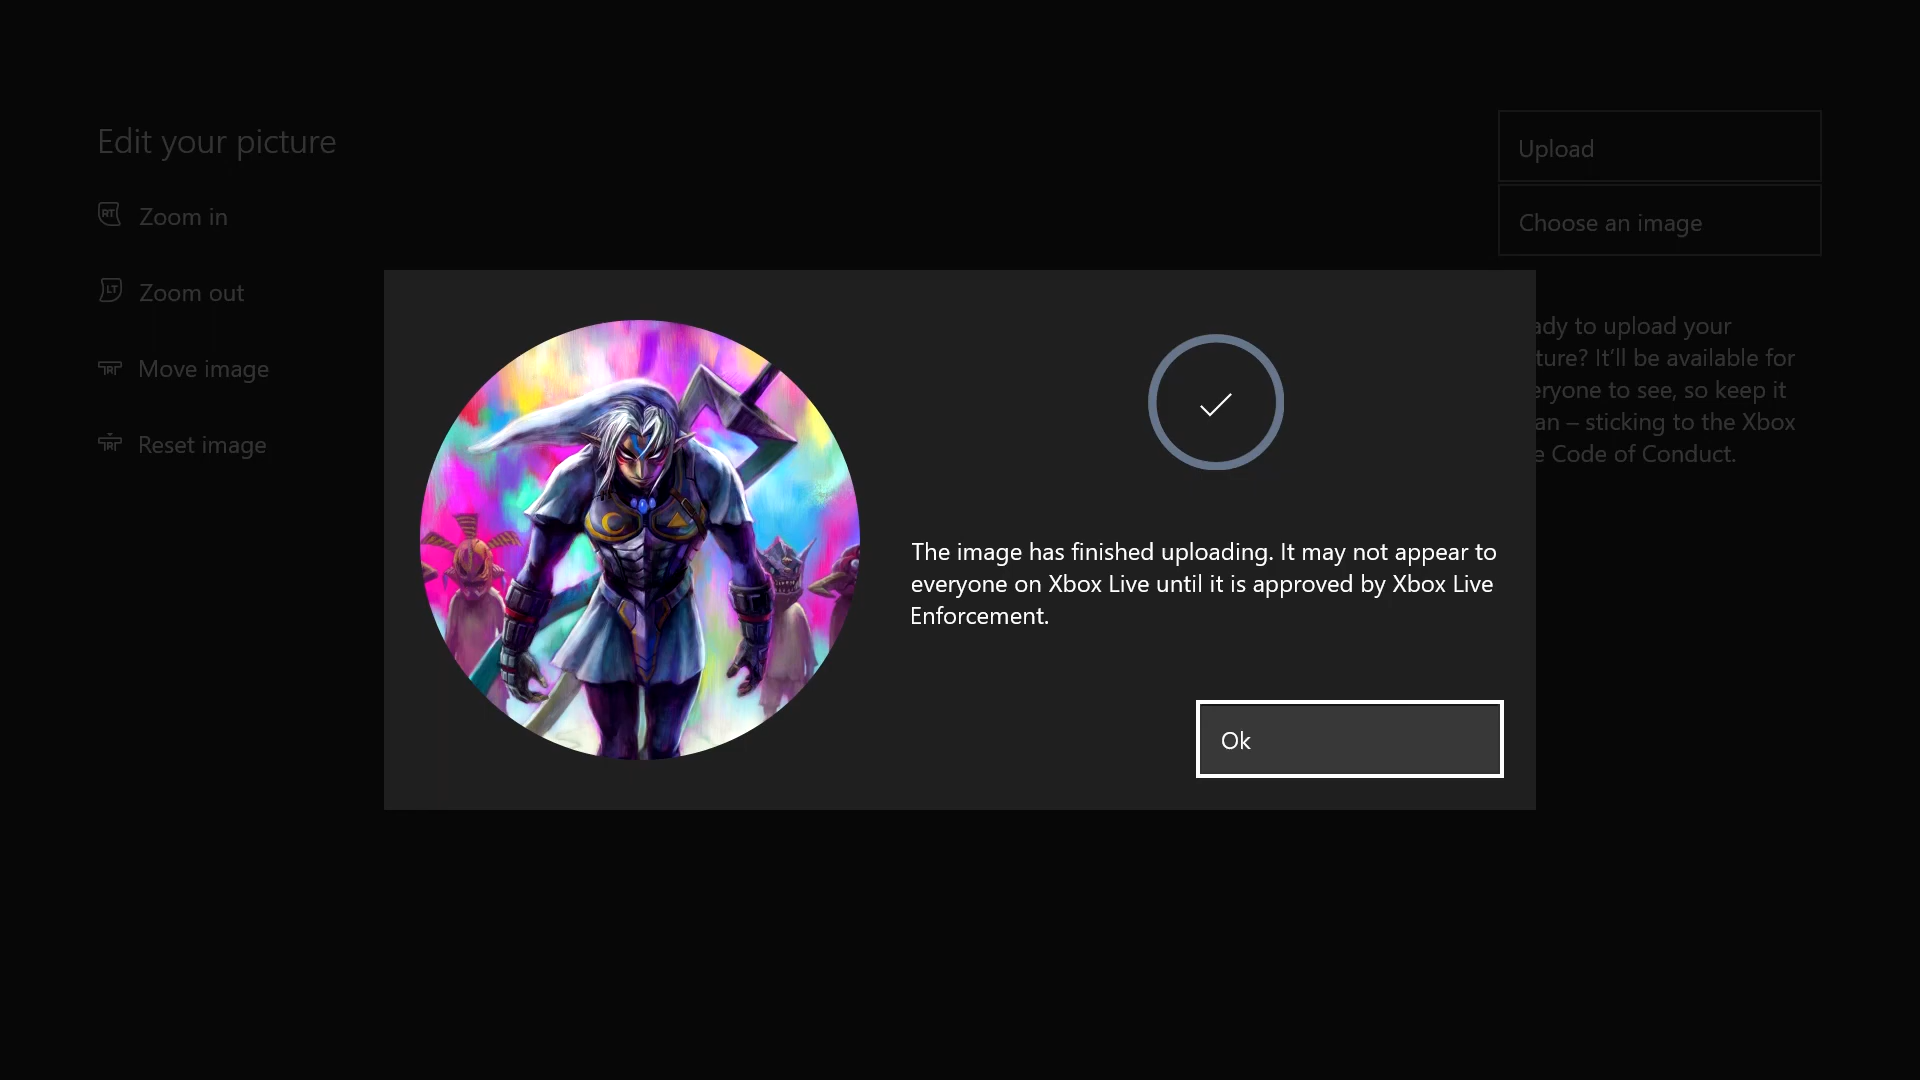 Edit your picture
RT Zoom in
LT Zoom out
Move image
Reset image
Upload
Choose an image
ady to upload your
ture? It'll be available for
eryone to see, so keep it
an – sticking to the Xbox
e Code of Conduct.
The image has finished uploading. It may not appear to
everyone on Xbox Live until it is approved by Xbox Live
Enforcement.
Ok